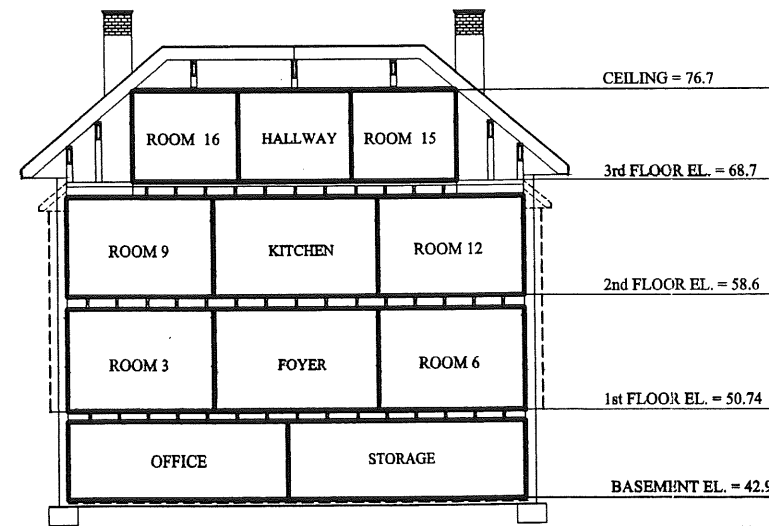 CEILING = 76.7
ROOM 16 HALLWAY ROOM 15
3rd FLOOR EL. = 68.7
ROOM 9 KITCHEN ROOM 12
2nd FLOOR EL. = 58.6
ROOM 3 FOYER ROOM 6
1st FLOOR EL. = 50.74
OFFICE STORAGE
BASEMENT EL. = 42.9